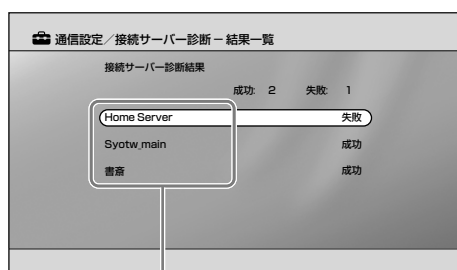 通信設定／接続サーバー診断－結果一覧
接続サーバー診断結果
成功: 2 失敗: 1
Home Server 失敗
Syotw_main 成功
書斎 成功